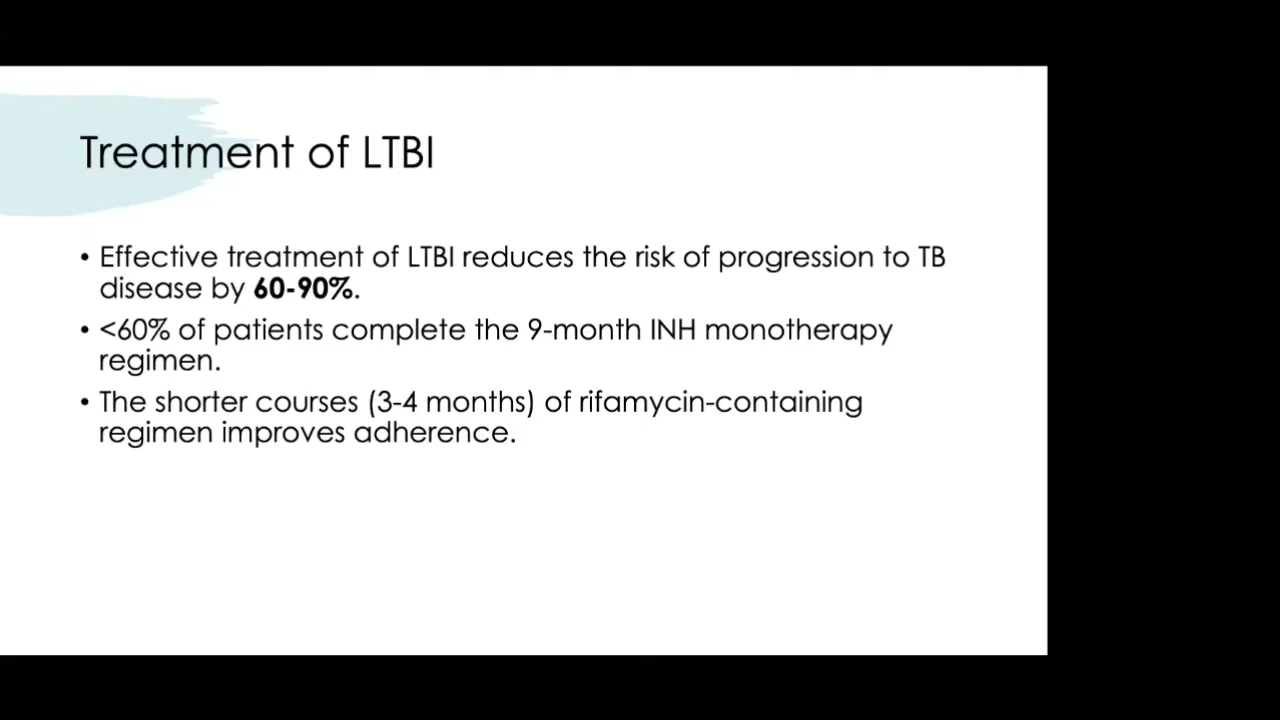 Treatment of LTBI
• Effective treatment of LTBI reduces the risk of progression to TB
disease by 60-90%.
• <60% of patients complete the 9-month INH monotherapy
regimen.
• The shorter courses (3-4 months) of rifamycin-containing
regimen improves adherence.